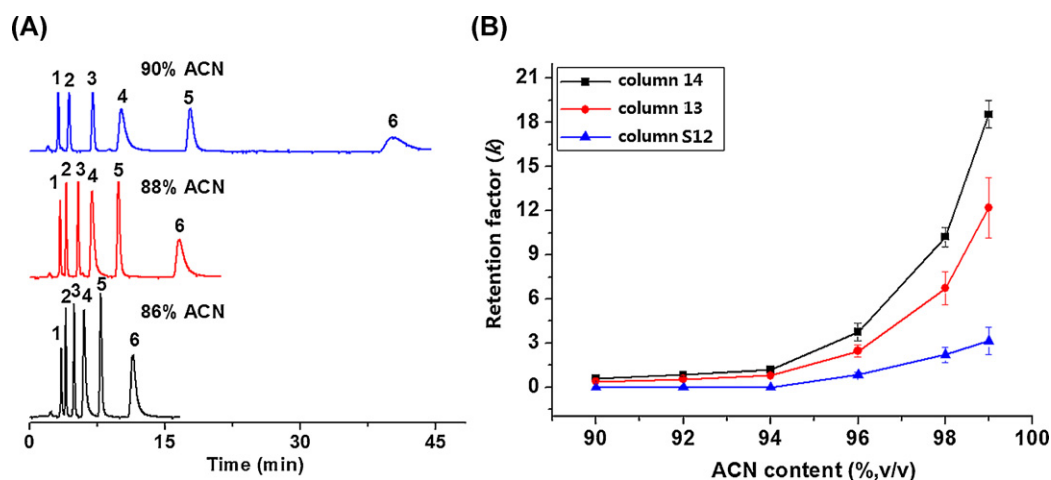 (A)
90% ACN
1 2 3 4 5 6
88% ACN
1 2 3 4 5 6
86% ACN
1 2 3 4 5 6
0 15 30 45
Time (min)
(B)
column 14
column 13
column S12
Retention factor (k)
21
18
15
12
9
6
3
0
90 92 94 96 98 100
ACN content (%,v/v)